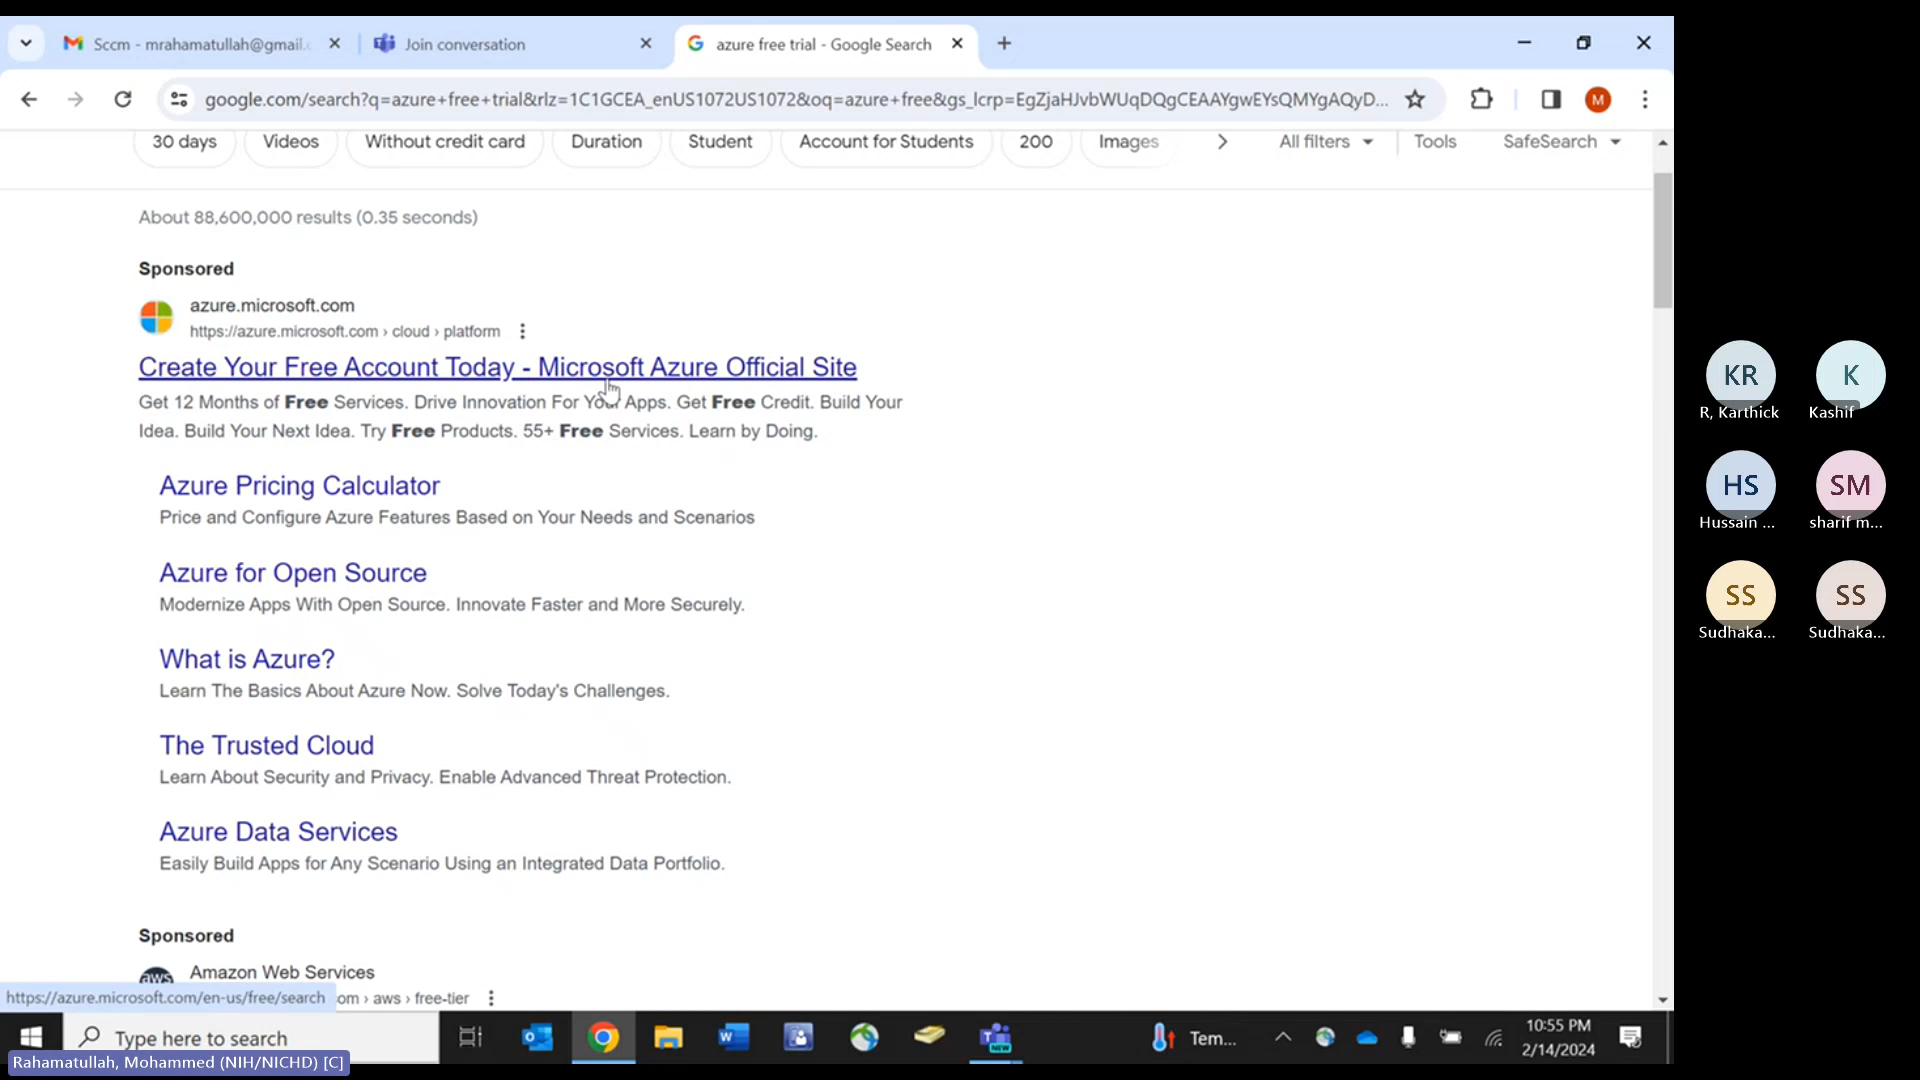 Sccm - mrahamatullah@gmail.
Join conversation
azure free trial - Google Search
google.com/search?q=azure+free+trial&rlz=1C1GCEA_enUS1072US1072&oq=azure+free&gs_lcrp=EgZjaHJvbWUqDQgCEAAYgwEYsQMYgAQyD...
M
30 days
Videos
Without credit card
Duration
Student
Account for Students
200
Images
All filters
Tools
SafeSearch
About 88,600,000 results (0.35 seconds)
Sponsored
azure.microsoft.com
https://azure.microsoft.com › cloud › platform
Create Your Free Account Today - Microsoft Azure Official Site
Get 12 Months of Free Services. Drive Innovation For Your Apps. Get Free Credit. Build Your
Idea. Build Your Next Idea. Try Free Products. 55+ Free Services. Learn by Doing.
Azure Pricing Calculator
Price and Configure Azure Features Based on Your Needs and Scenarios
Azure for Open Source
Modernize Apps With Open Source. Innovate Faster and More Securely.
What is Azure?
Learn The Basics About Azure Now. Solve Today's Challenges.
The Trusted Cloud
Learn About Security and Privacy. Enable Advanced Threat Protection.
Azure Data Services
Easily Build Apps for Any Scenario Using an Integrated Data Portfolio.
Sponsored
aws
Amazon Web Services
https://azure.microsoft.com/en-us/free/search
om › aws › free-tier
Type here to search
Tem...
10:55 PM
2/14/2024
Rahamatullah, Mohammed (NIH/NICHD) [C]
KR
R, Karthick
K
Kashif
HS
Hussain ...
SM
sharif m...
SS
Sudhaka...
SS
Sudhaka...